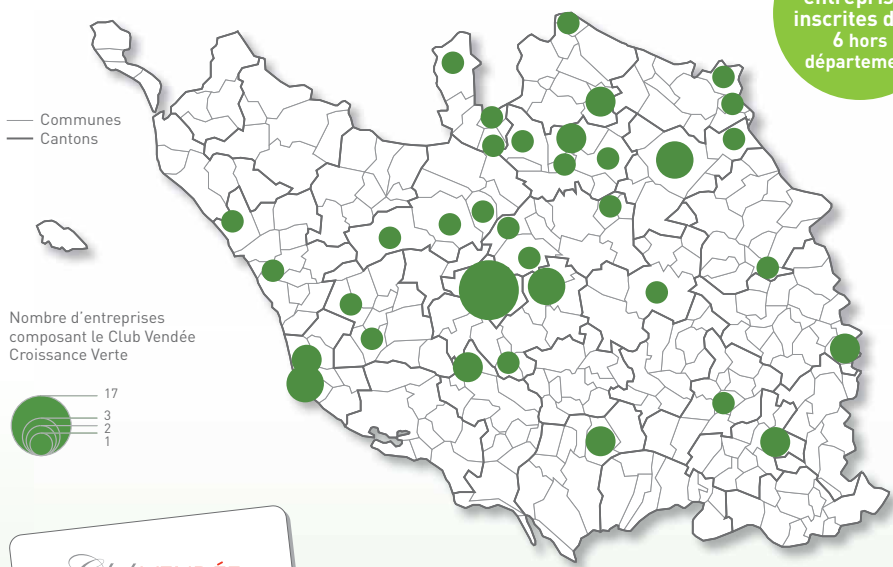 inscrites d
6 hors
départeme
Communes
Cantons
Nombre d'entreprises
composant le Club Vendée
Croissance Verte
17
3
2
1